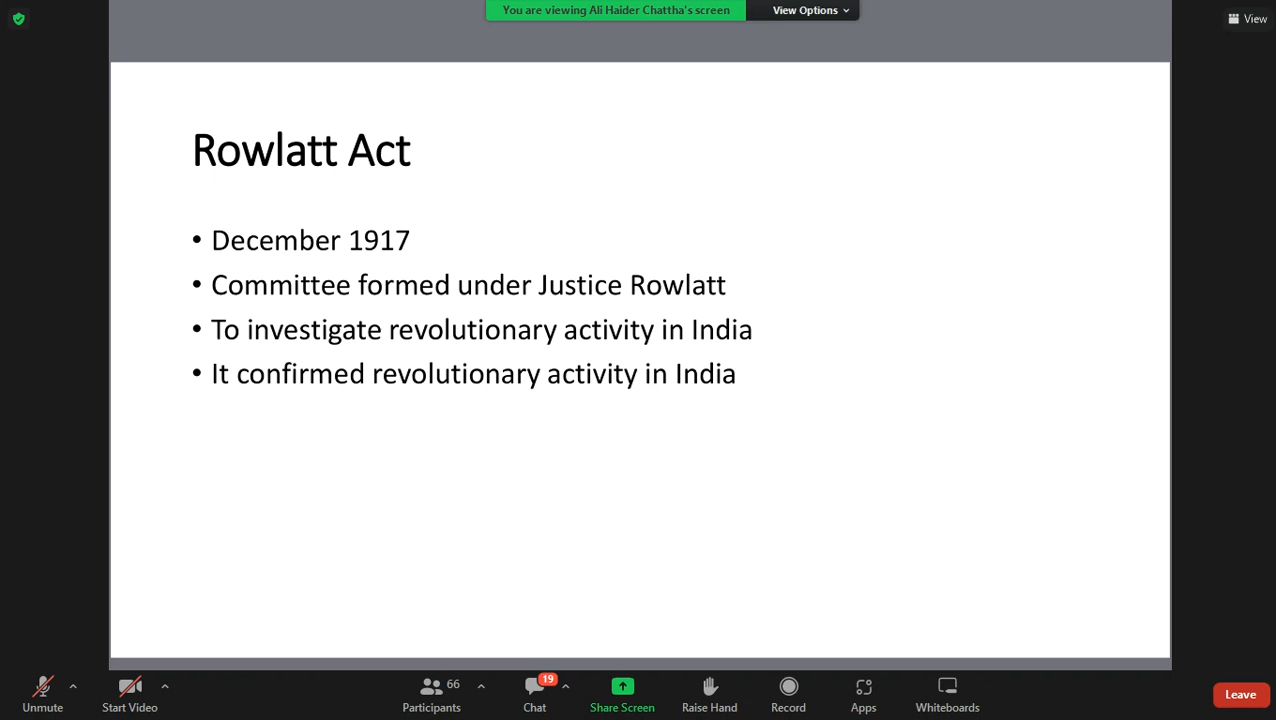 You are viewing Ali Haider Chattha's screen
View Options
View
Rowlatt Act
• December 1917
• Committee formed under Justice Rowlatt
• To investigate revolutionary activity in India
• It confirmed revolutionary activity in India
66
19
Unmute
Start Video
Participants
Chat
Share Screen
Raise Hand
Record
Apps
Whiteboards
Leave